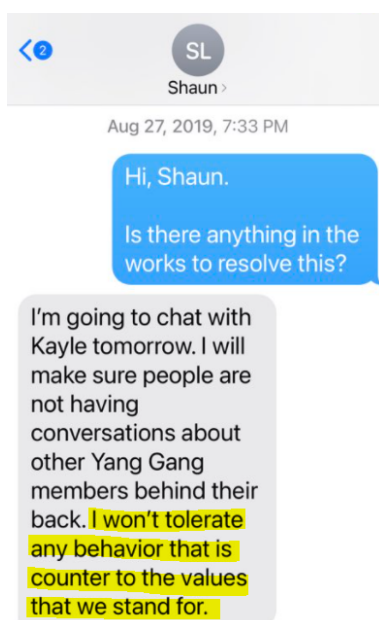 2
SL
Shaun >
Aug 27, 2019, 7:33 PM
Hi, Shaun.
Is there anything in the
works to resolve this?
I'm going to chat with
Kayle tomorrow. I will
make sure people are
not having
conversations about
other Yang Gang
members behind their
back. I won't tolerate
any behavior that is
counter to the values
that we stand for.